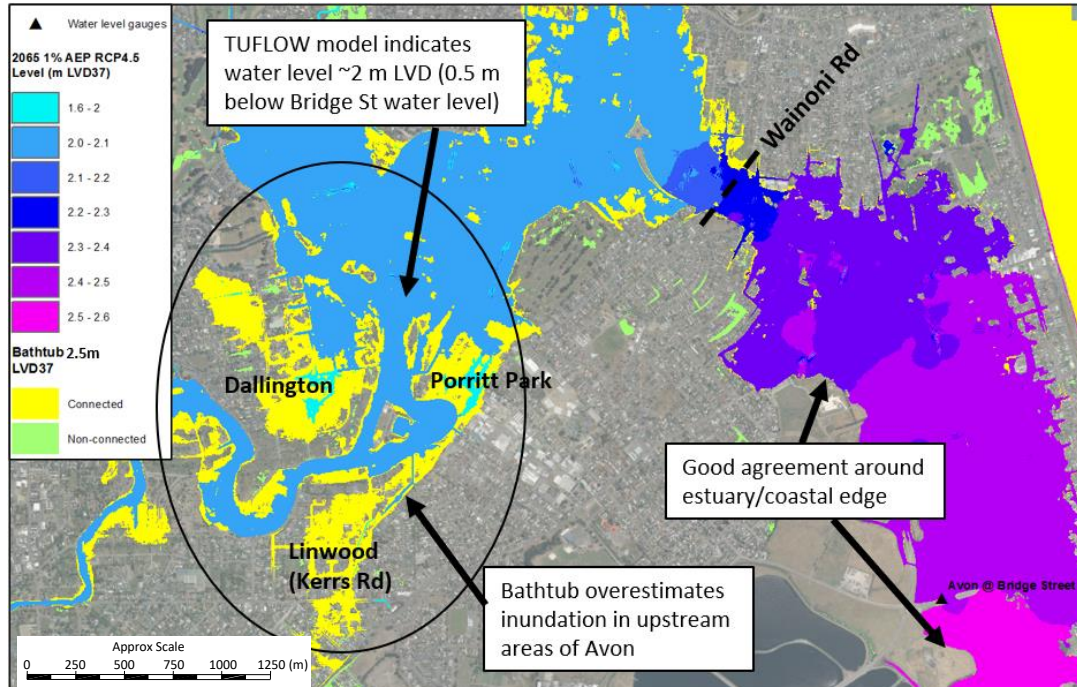 Water level gauges
2065 1% AEP RCP4.5
Level (m LVD37)
1.6 - 2
2.0 - 2.1
2.1 - 2.2
2.2 - 2.3
2.3 - 2.4
2.4 - 2.5
2.5 - 2.6
Bathtub 2.5m
LVD37
Connected
Non-connected
TUFLOW model indicates
water level ~2 m LVD (0.5 m
below Bridge St water level)
Wainoni Rd
Dallington
Porritt Park
Linwood
(Kerrs Rd)
Good agreement around
estuary/coastal edge
Bathtub overestimates
inundation in upstream
areas of Avon
Avon @ Bridge Street
Approx Scale
0 250 500 750 1000 1250 (m)